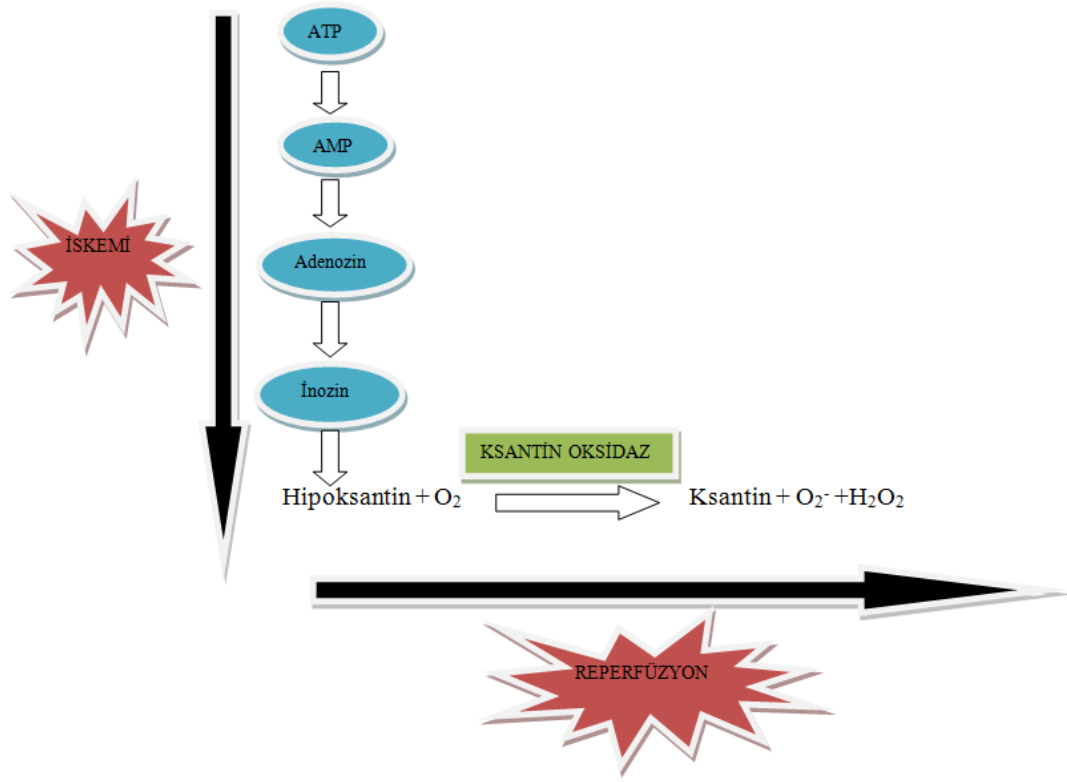 ATP
AMP
İSKEMİ
Adenozin
İnozin
KSANTİN OKSİDAZ
Hipoksantin + O₂ Ksantin + O₂⁻ +H₂O₂
REPERFÜZYON